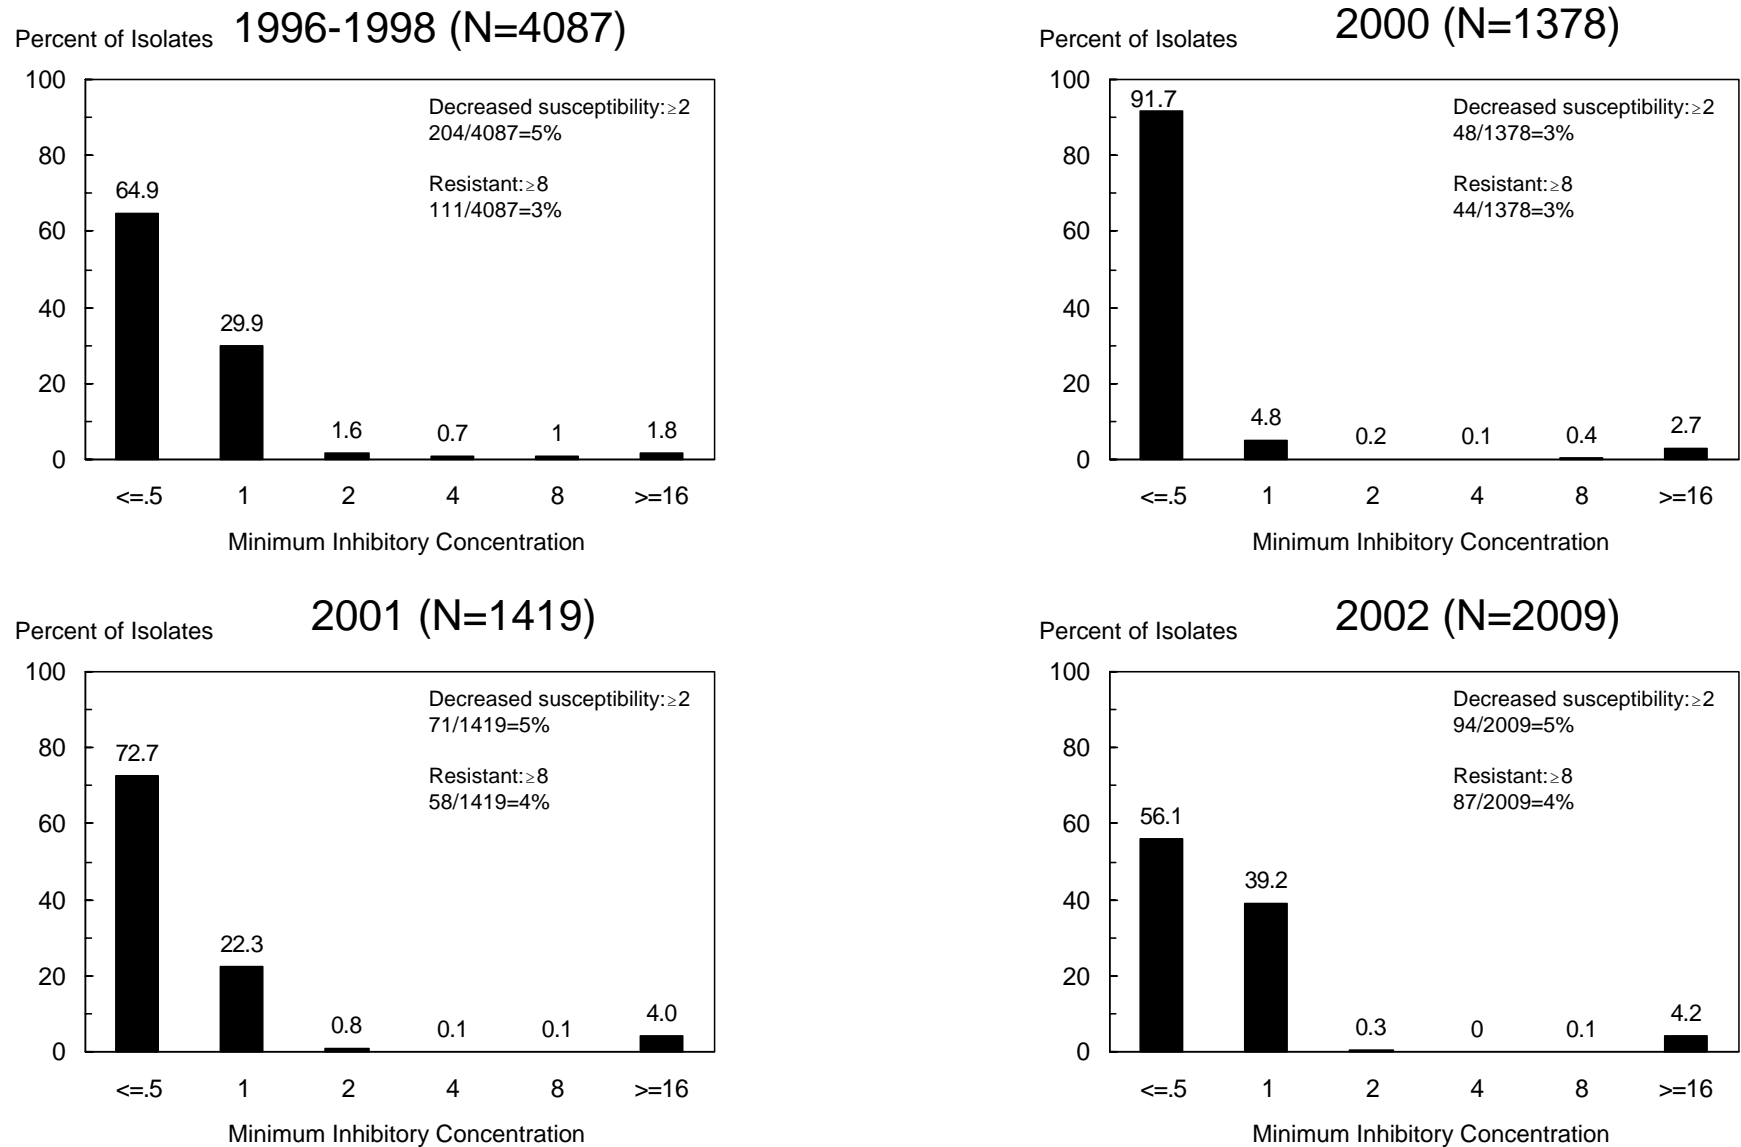 Percent of Isolates 1996-1998 (N=4087)
100
80
60
40
20
0
Decreased susceptibility:≥2
204/4087=5%
Resistant:≥8
111/4087=3%
64.9
29.9
1.6
0.7
1
1.8
<=.5 1 2 4 8 >=16
Minimum Inhibitory Concentration
Percent of Isolates 2000 (N=1378)
100
80
60
40
20
0
Decreased susceptibility:≥2
48/1378=3%
Resistant:≥8
44/1378=3%
91.7
4.8
0.2
0.1
0.4
2.7
<=.5 1 2 4 8 >=16
Minimum Inhibitory Concentration
Percent of Isolates 2001 (N=1419)
100
80
60
40
20
0
Decreased susceptibility:≥2
71/1419=5%
Resistant:≥8
58/1419=4%
72.7
22.3
0.8
0.1
0.1
4.0
<=.5 1 2 4 8 >=16
Minimum Inhibitory Concentration
Percent of Isolates 2002 (N=2009)
100
80
60
40
20
0
Decreased susceptibility:≥2
94/2009=5%
Resistant:≥8
87/2009=4%
56.1
39.2
0.3
0
0.1
4.2
<=.5 1 2 4 8 >=16
Minimum Inhibitory Concentration